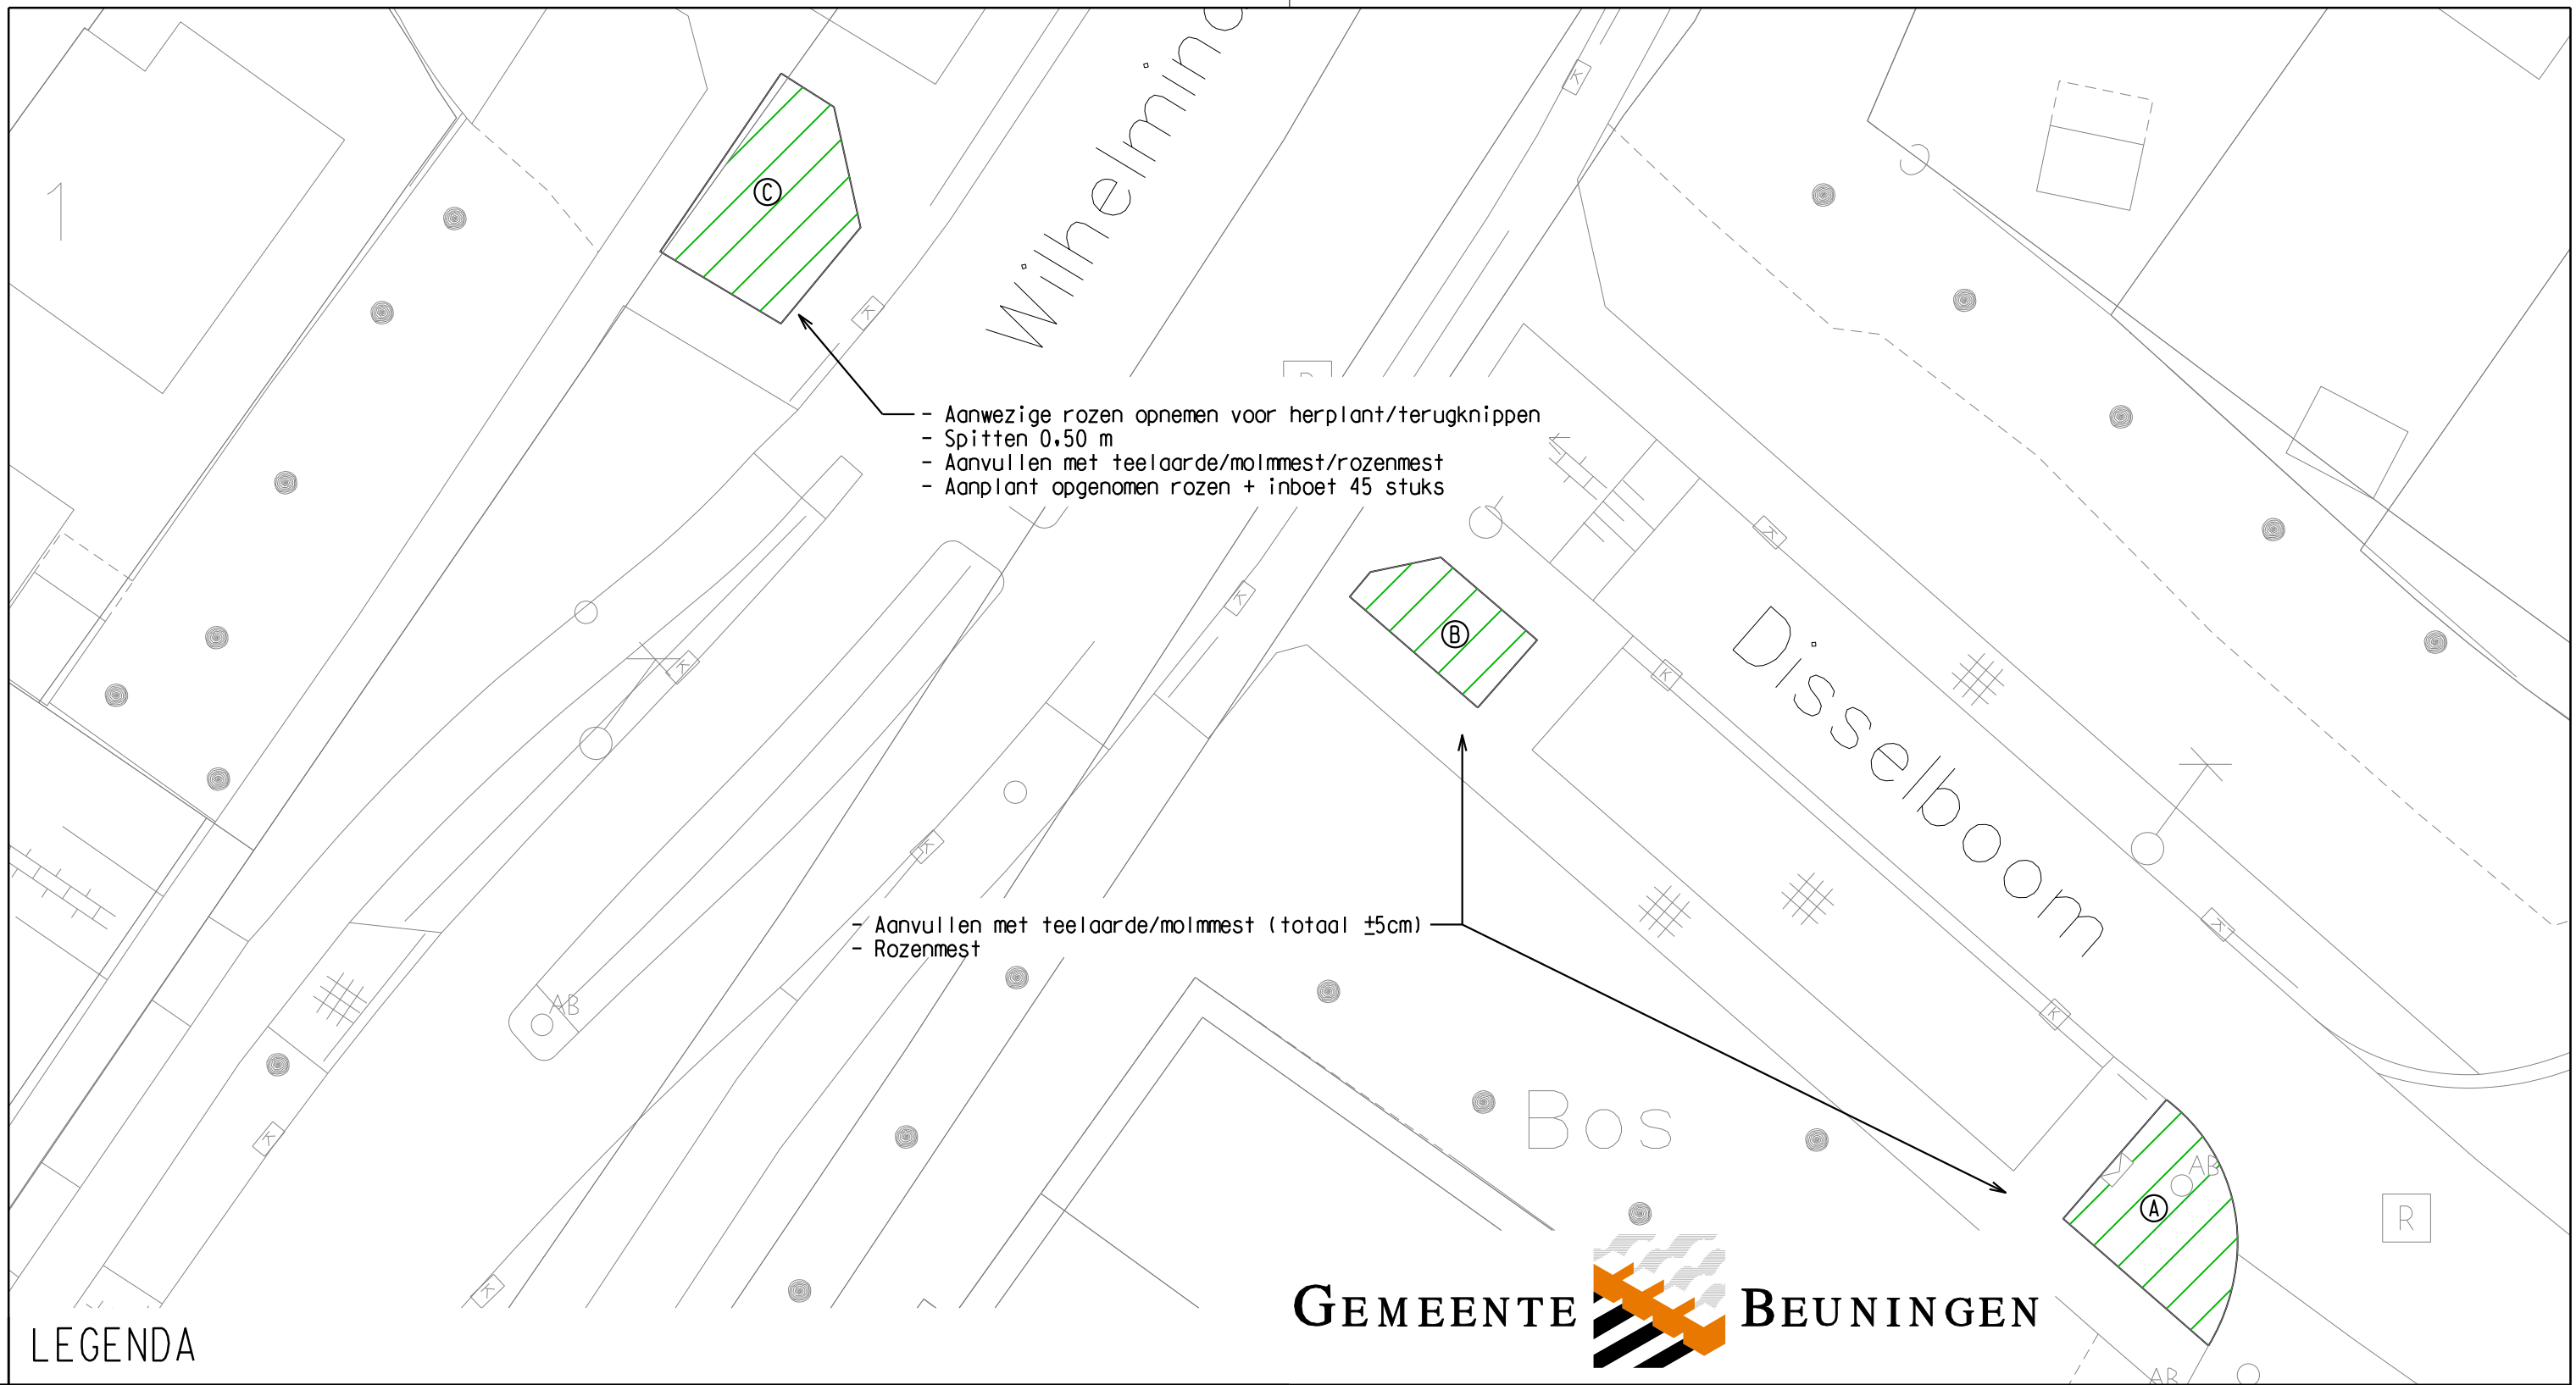 Wilhelmina
1
C
K
K
- Aanwezige rozen opnemen voor herplant/terugknippen
- Spitten 0,50 m
- Aanvullen met teelaarde/molmmest/rozenmest
- Aanplant opgenomen rozen + inboet 45 stuks
K
K
B
Disselboom
K
K
K
K
- Aanvullen met teelaarde/molmmest (totaal ±5cm)
- Rozenmest
AB
K
Bos
K
AB
A
R
K
GEMEENTE BEUNINGEN
LEGENDA
AB